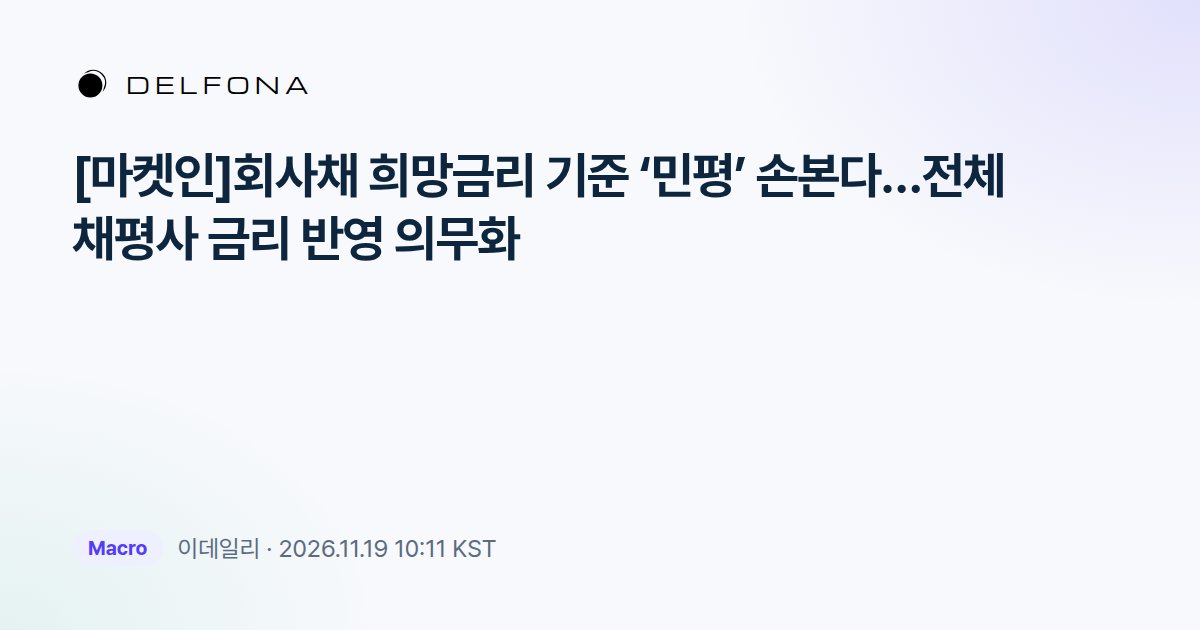 DELFONA
[마켓인]회사채 희망금리 기준 ‘민평’ 손본다…전체
채평사 금리 반영 의무화
Macro 이데일리 · 2026.11.19 10:11 KST